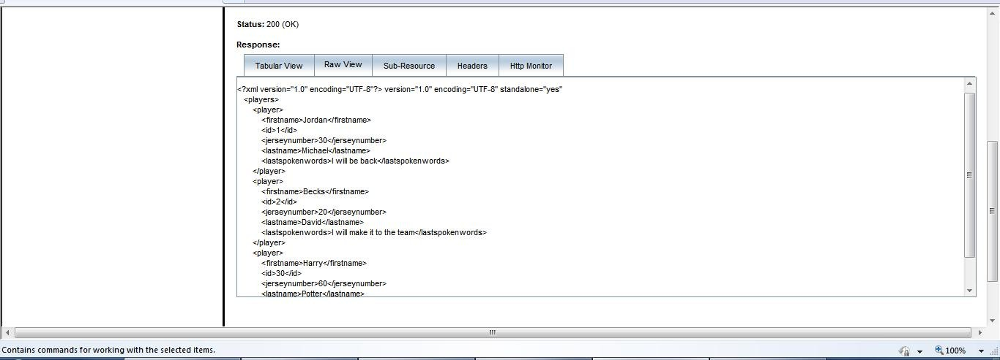 Status: 200 (OK)
Response:
Tabular View Raw View Sub-Resource Headers Http Monitor
<?xml version="1.0" encoding="UTF-8"?> version="1.0" encoding="UTF-8" standalone="yes"
<players>
<player>
<firstname>Jordan</firstname>
<id>1</id>
<jerseynumber>30</jerseynumber>
<lastname>Michael</lastname>
<lastspokenwords>I will be back</lastspokenwords>
</player>
<player>
<firstname>Becks</firstname>
<id>2</id>
<jerseynumber>20</jerseynumber>
<lastname>David</lastname>
<lastspokenwords>I will make it to the team</lastspokenwords>
</player>
<player>
<firstname>Harry</firstname>
<id>30</id>
<jerseynumber>60</jerseynumber>
<lastname>Potter</lastname>
Contains commands for working with the selected items.
100%